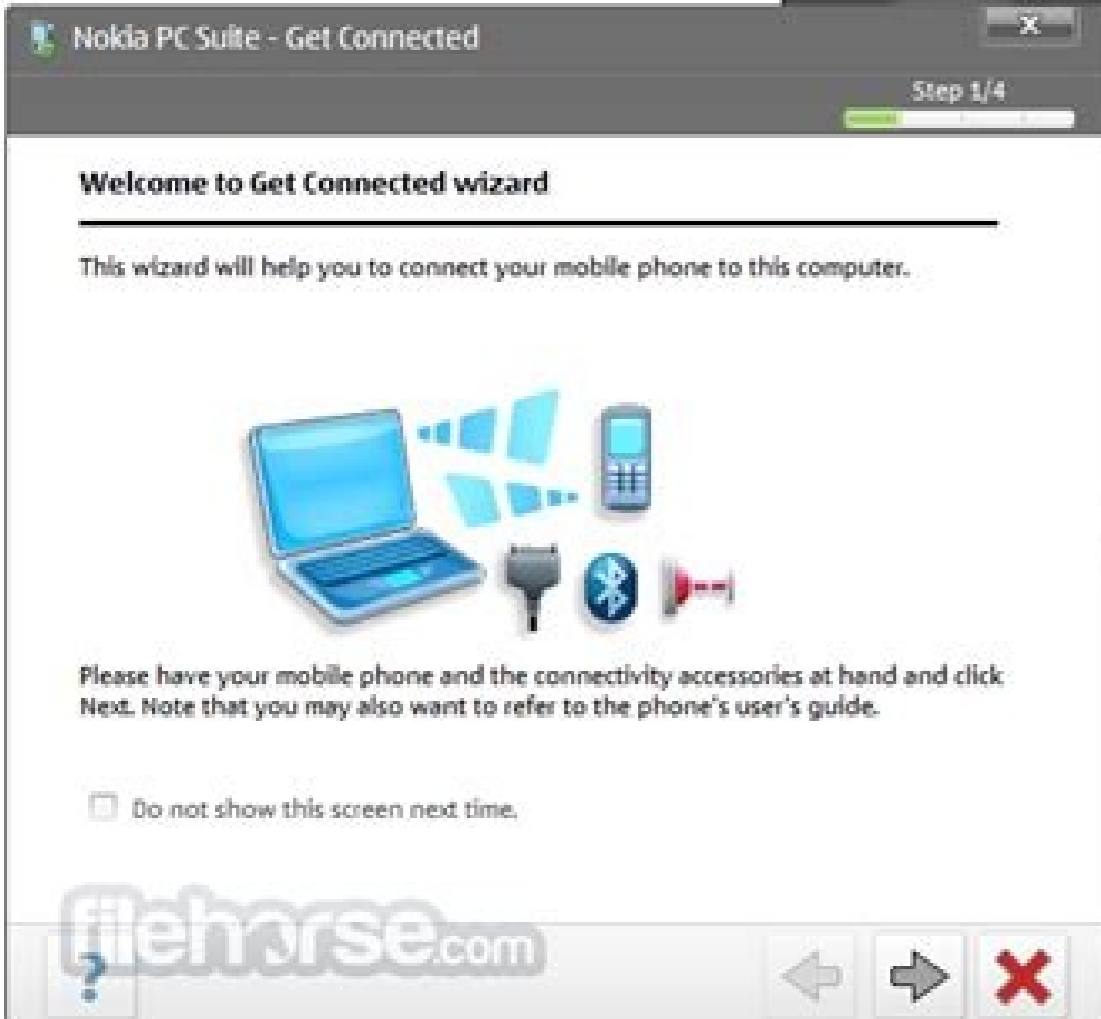 Nokia PC Suite - Get Connected
x
Step 1/4
Welcome to Get Connected wizard
This wizard will help you to connect your mobile phone to this computer.
Please have your mobile phone and the connectivity accessories at hand and click
Next. Note that you may also want to refer to the phone's user's guide.
Do not show this screen next time.
filehorse.com
?